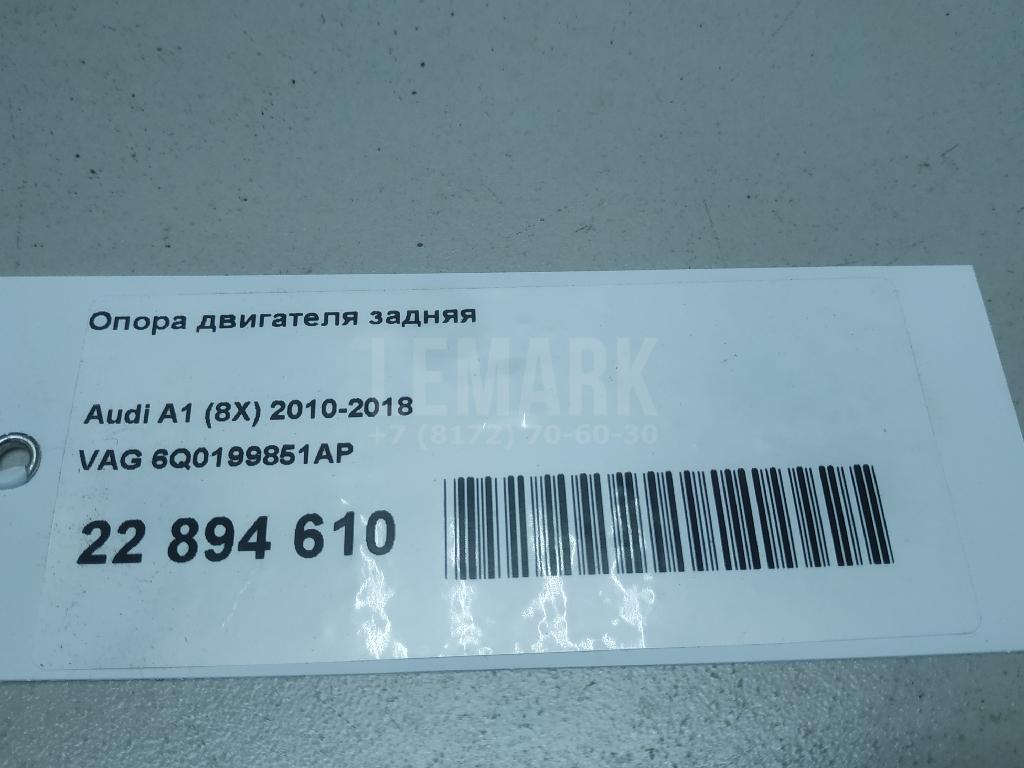 Опора двигателя задняя
LEMARK
Audi A1 (8X) 2010-2018
+7 (8172) 70-60-30
VAG 6Q0199851AP
22 894 610